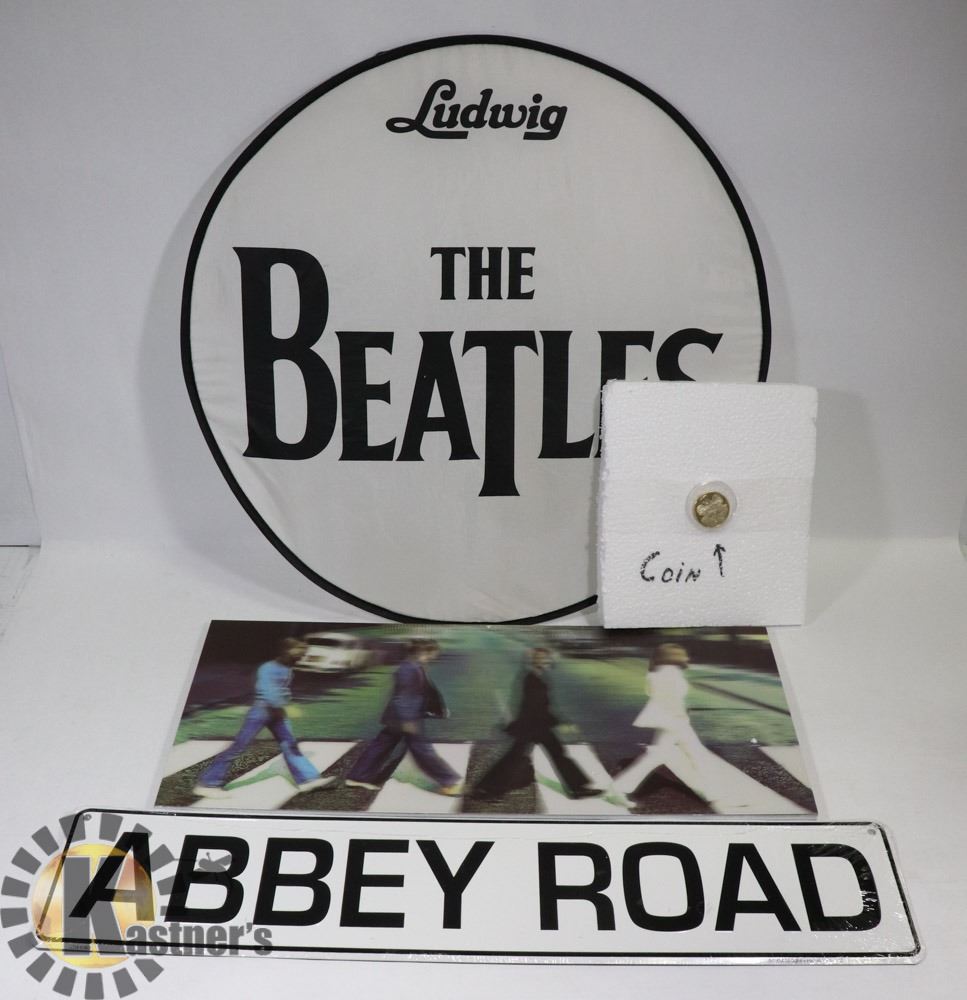 Ludwig
THE
BEATLES
COIN ↑
ABBEY ROAD
Kastner's